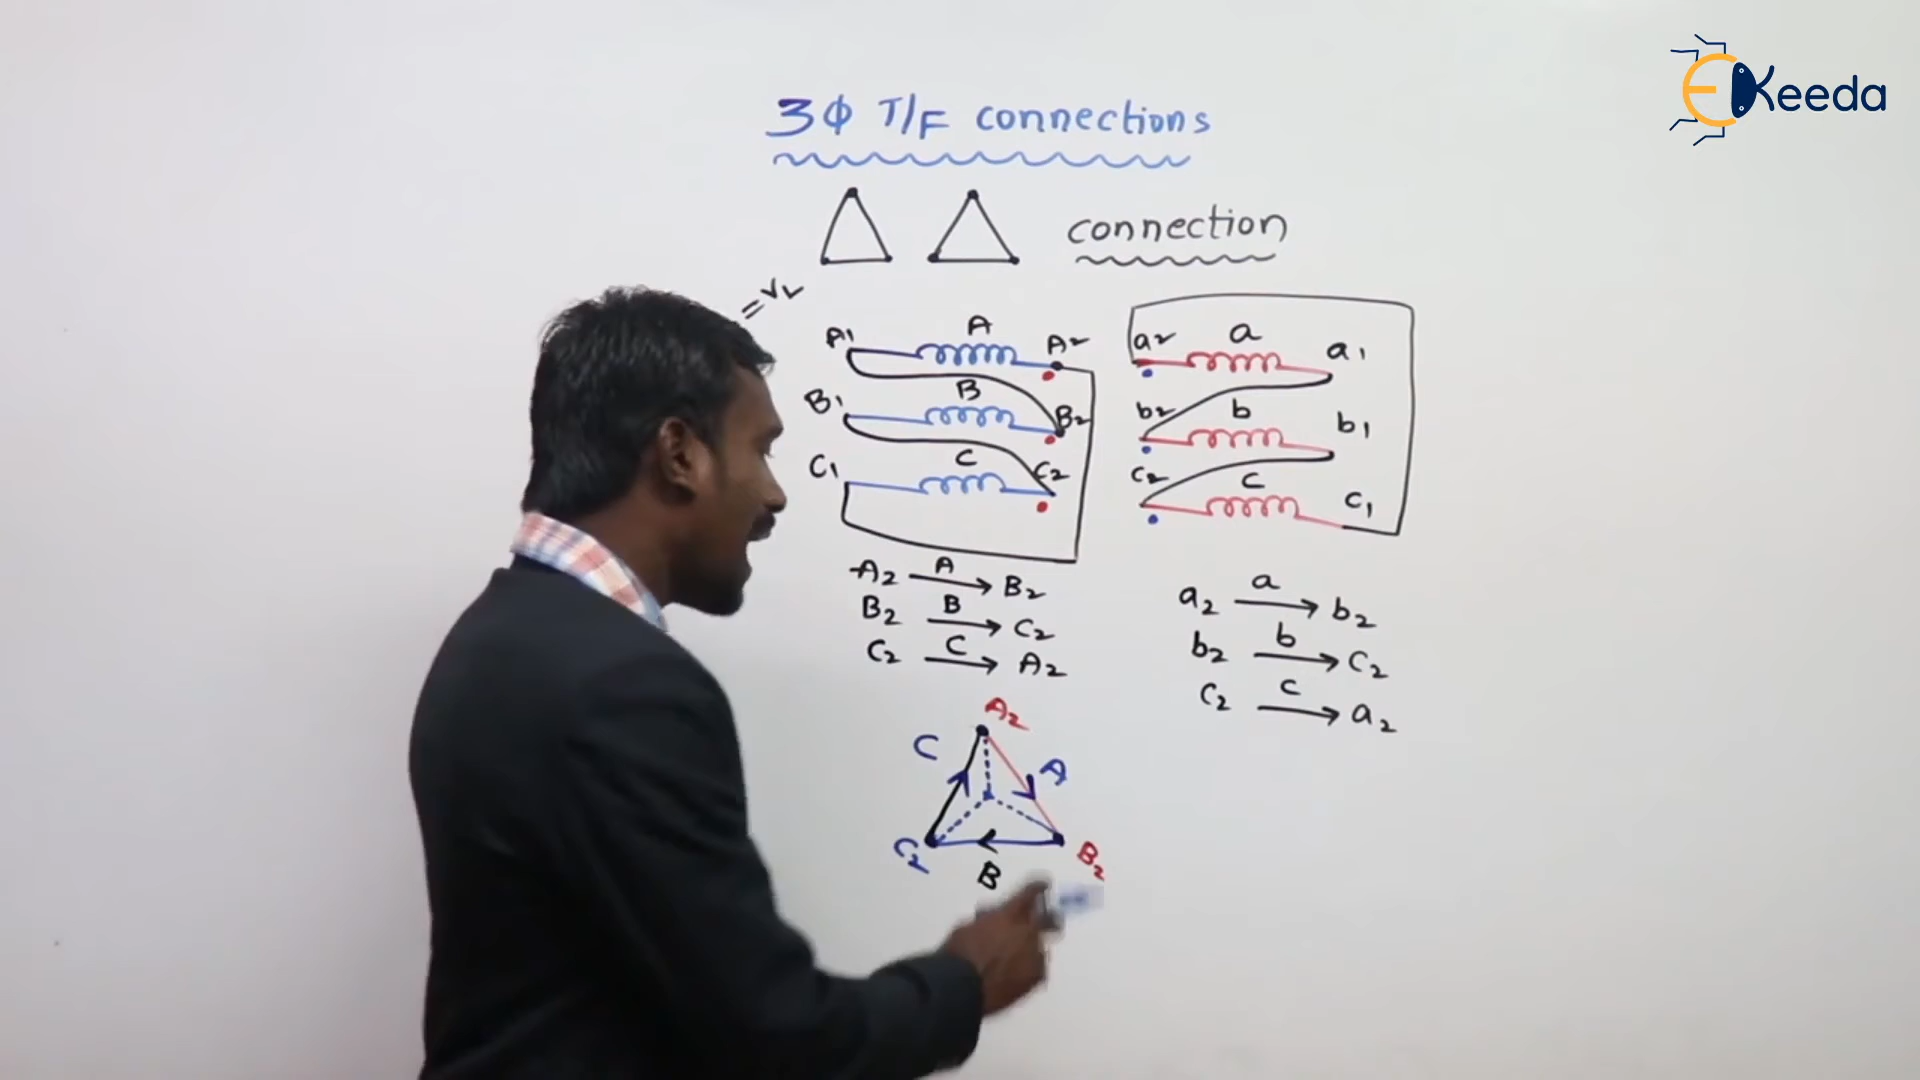 EKeeda
3Φ T/F connections
connection
=VL
A1 A A2
B1 B B2
C1 C C2
a2 a a1
b2 b b1
c2 c c1
A2 A → B2
B2 B → C2
C2 C → A2
a2 a → b2
b2 b → c2
c2 c → a2
A2
C A
C2 B B2